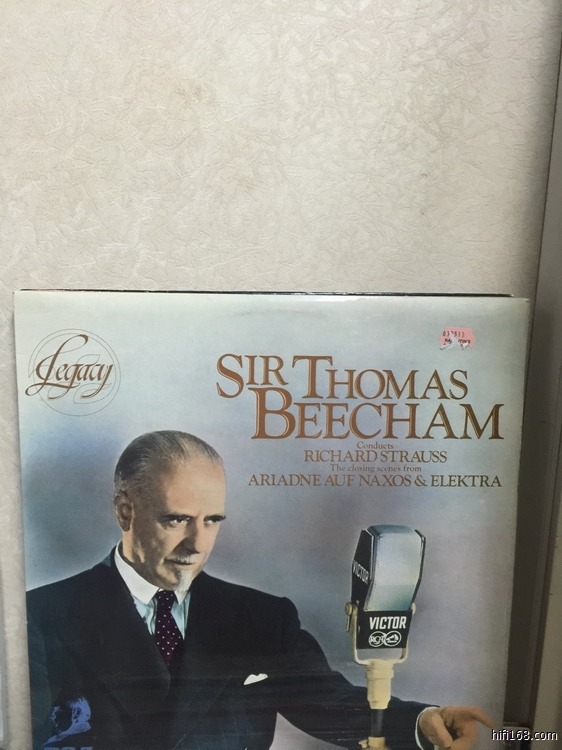 Legacy
SIR THOMAS
BEECHAM
Conducts
RICHARD STRAUSS
The closing scenes from
ARIADNE AUF NAXOS & ELEKTRA
VICTOR
VICTOR
RCA
hifi168.com